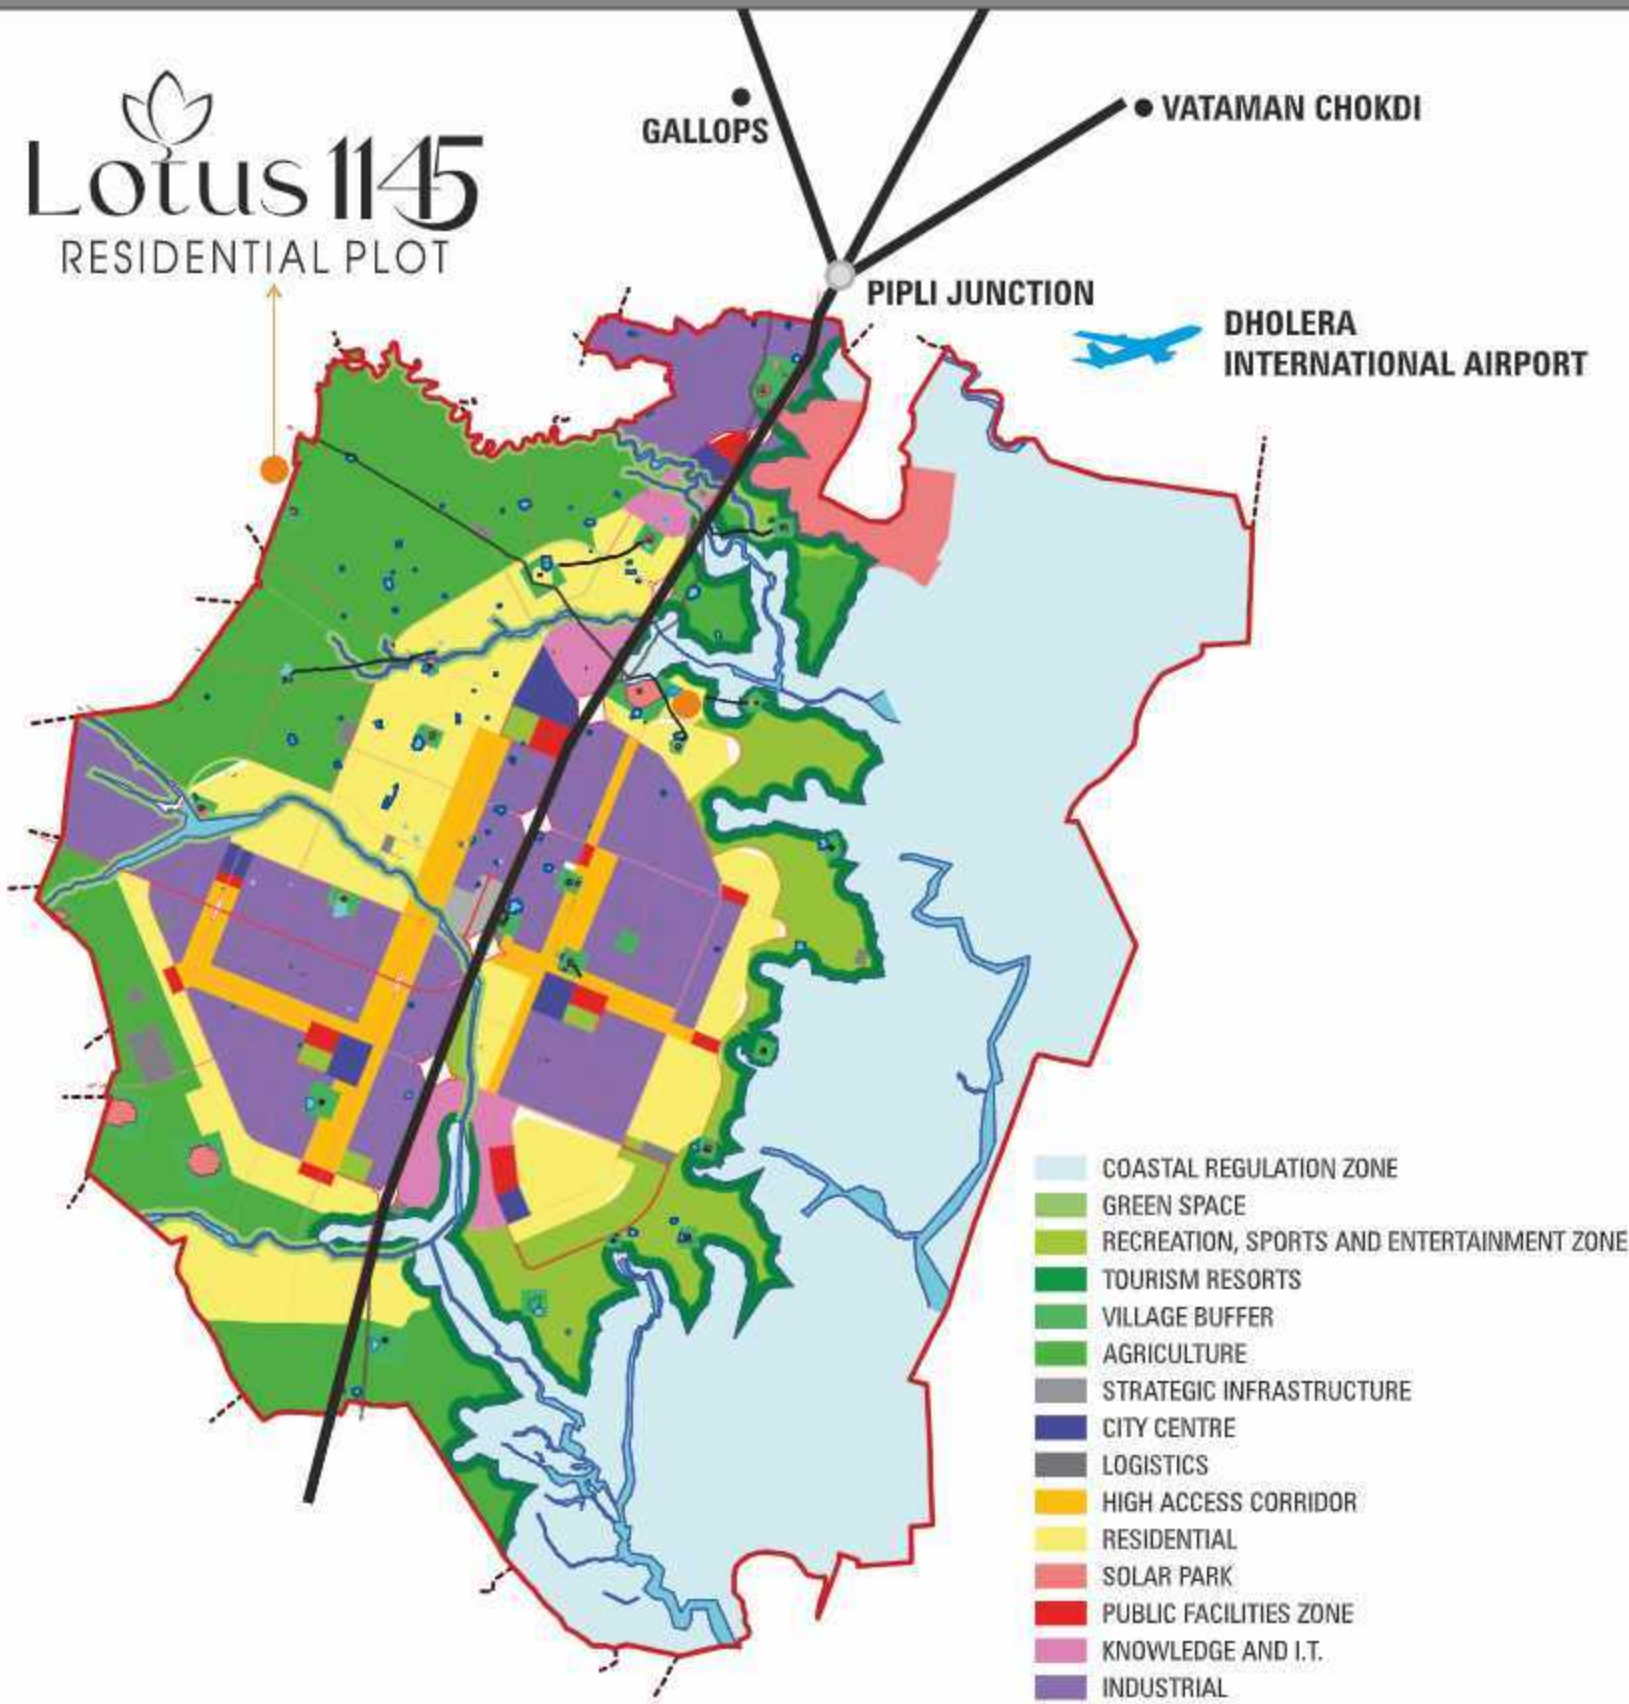 Lotus 1145
RESIDENTIAL PLOT
GALLOPS
VATAMAN CHOKDI
PIPLI JUNCTION
DHOLERA
INTERNATIONAL AIRPORT
COASTAL REGULATION ZONE
GREEN SPACE
RECREATION, SPORTS AND ENTERTAINMENT ZONE
TOURISM RESORTS
VILLAGE BUFFER
AGRICULTURE
STRATEGIC INFRASTRUCTURE
CITY CENTRE
LOGISTICS
HIGH ACCESS CORRIDOR
RESIDENTIAL
SOLAR PARK
PUBLIC FACILITIES ZONE
KNOWLEDGE AND I.T.
INDUSTRIAL